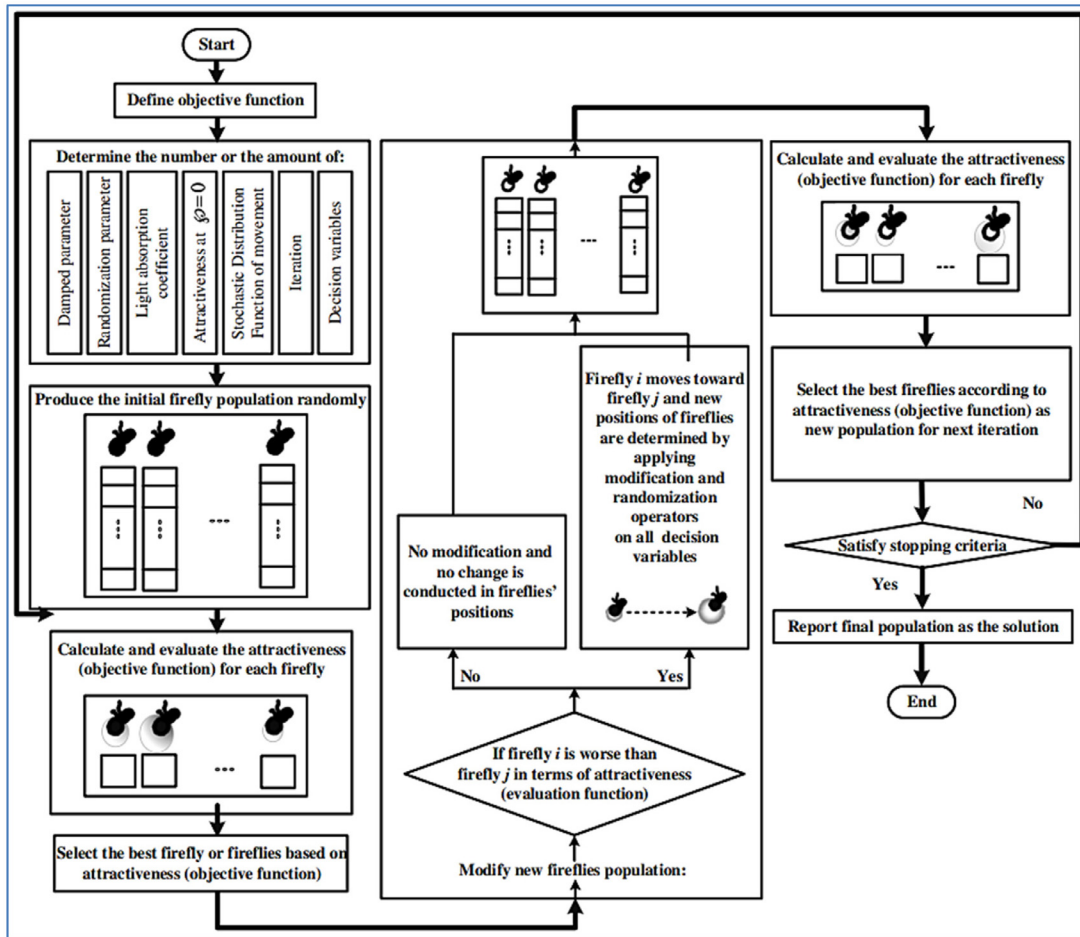 Start
Define objective function
Determine the number or the amount of:
Damped parameter
Randomization parameter
Light absorption
coefficient
Attractiveness at ℘=0
Stochastic Distribution
Function of movement
Iteration
Decision variables
Produce the initial firefly population randomly
---
Calculate and evaluate the attractiveness
(objective function) for each firefly
---
Select the best firefly or fireflies based on
attractiveness (objective function)
Modify new fireflies population:
If firefly i is worse than
firefly j in terms of attractiveness
(evaluation function)
No
Yes
No modification and
no change is
conducted in fireflies'
positions
Firefly i moves toward
firefly j and new
positions of fireflies
are determined by
applying
modification and
randomization
operators
on all decision
variables
---
Calculate and evaluate the attractiveness
(objective function) for each firefly
---
Select the best fireflies according to
attractiveness (objective function) as
new population for next iteration
No
Satisfy stopping criteria
Yes
Report final population as the solution
End